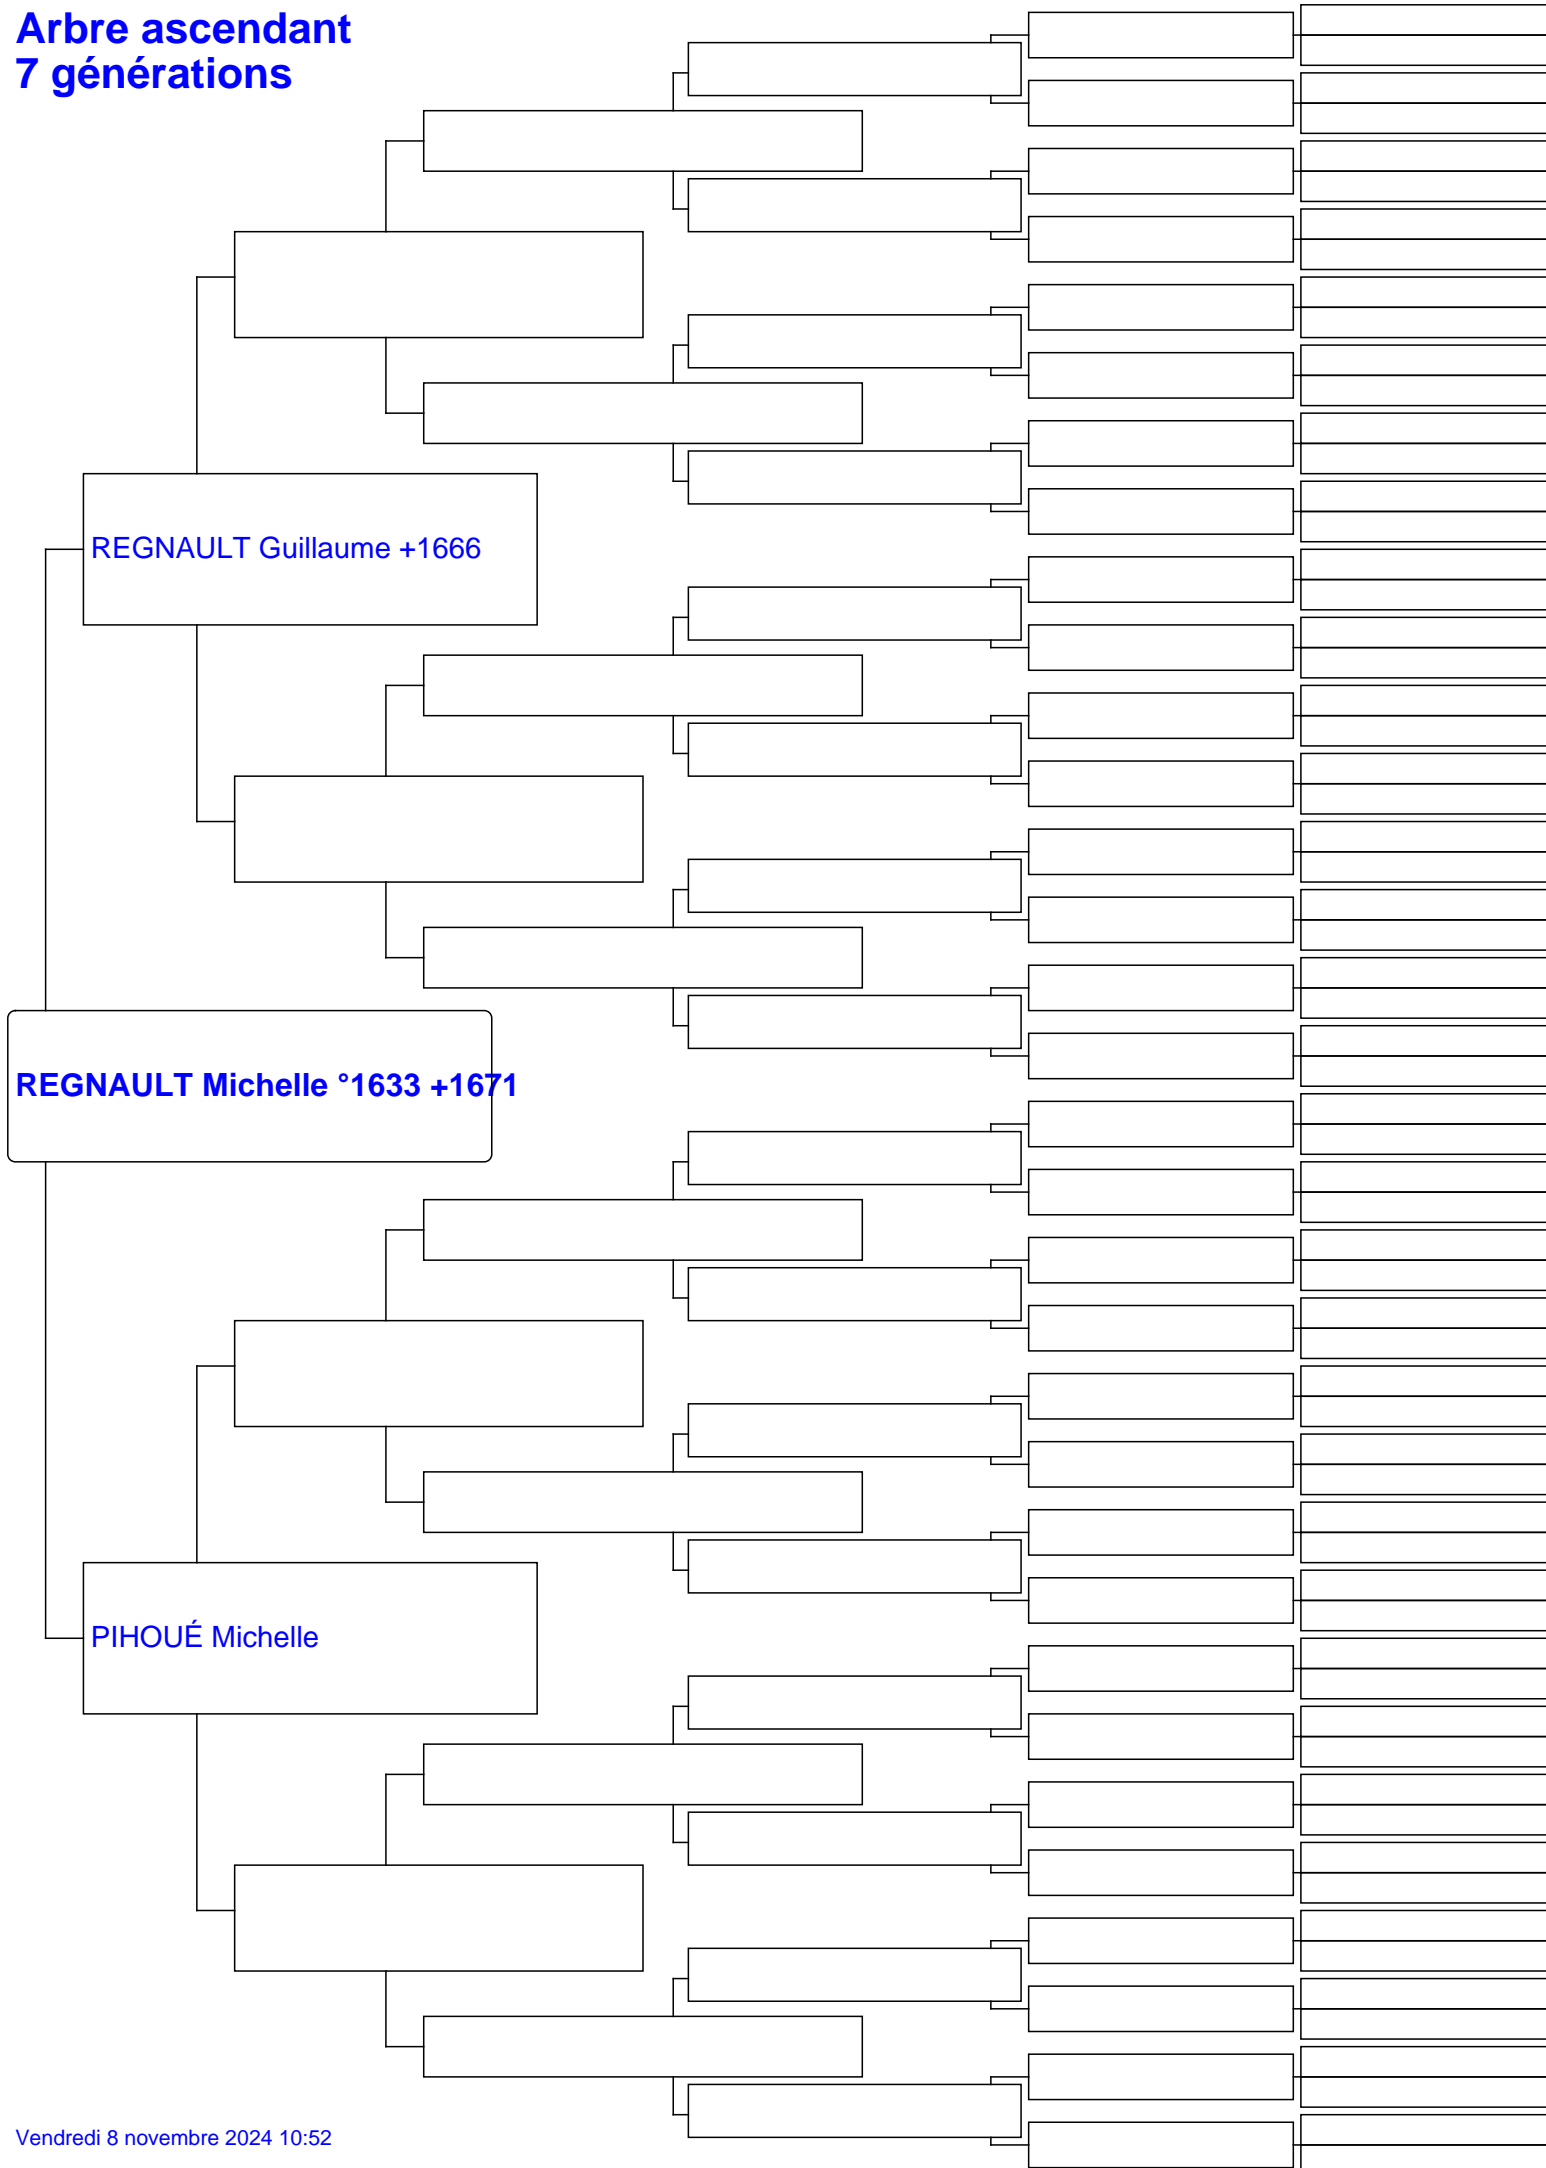 Arbre ascendant
7 générations
REGNAULT Guillaume +1666
REGNAULT Michelle °1633 +1671
PIHOUÉ Michelle
Vendredi 8 novembre 2024 10:52